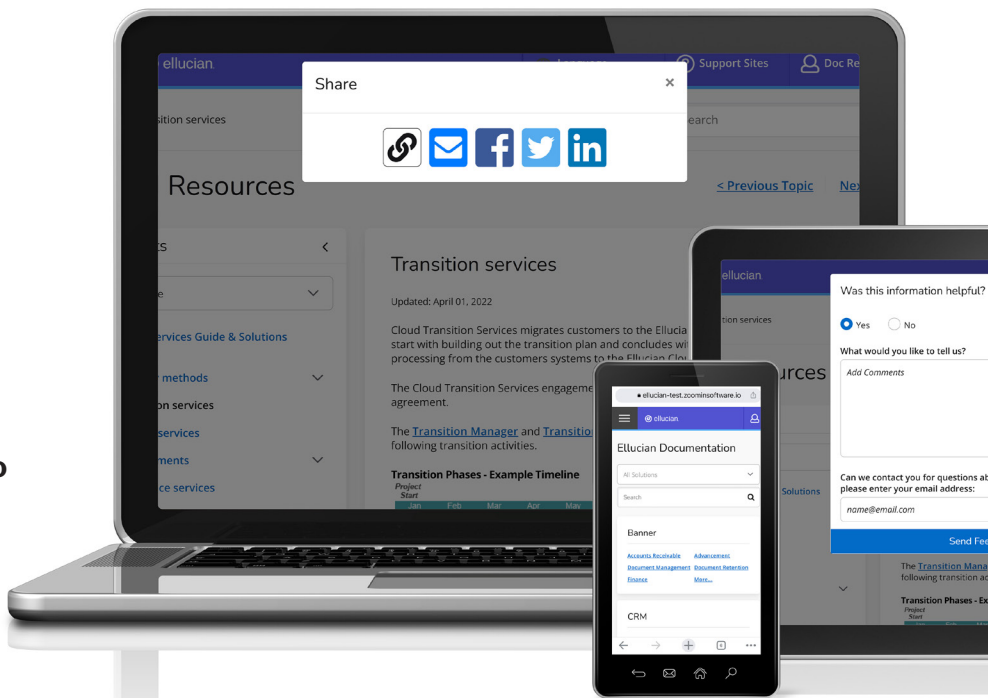 ellucian
Support Sites
Doc Re
Share
×
sition services
earch
in
Resources
< Previous Topic
Nex
Transition services
Updated: April 01, 2022
Cloud Transition Services migrates customers to the Ellucia
start with building out the transition plan and concludes wi
processing from the customers systems to the Ellucian Clou
The Cloud Transition Services engageme
agreement.
The Transition Manager and Transitio
following transition activities.
Transition Phases - Example Timeline
Project
Start
Jan Feb Mar Apr May
e
ervices Guide & Solutions
methods
on services
services
ments
ce services
ellucian
tion services
urces
Solutions
Was this information helpful?
Yes No
What would you like to tell us?
Add Comments
Can we contact you for questions ab
please enter your email address:
name@email.com
Send Fee
The Transition Mana
following transition ac
Transition Phases - Ex
Project
Start
ellucian-test.zoominsoftware.io
ellucian
Ellucian Documentation
All Solutions
Search
Banner
Accounts Receivable Advancement
Document Management Document Retention
Finance More...
CRM